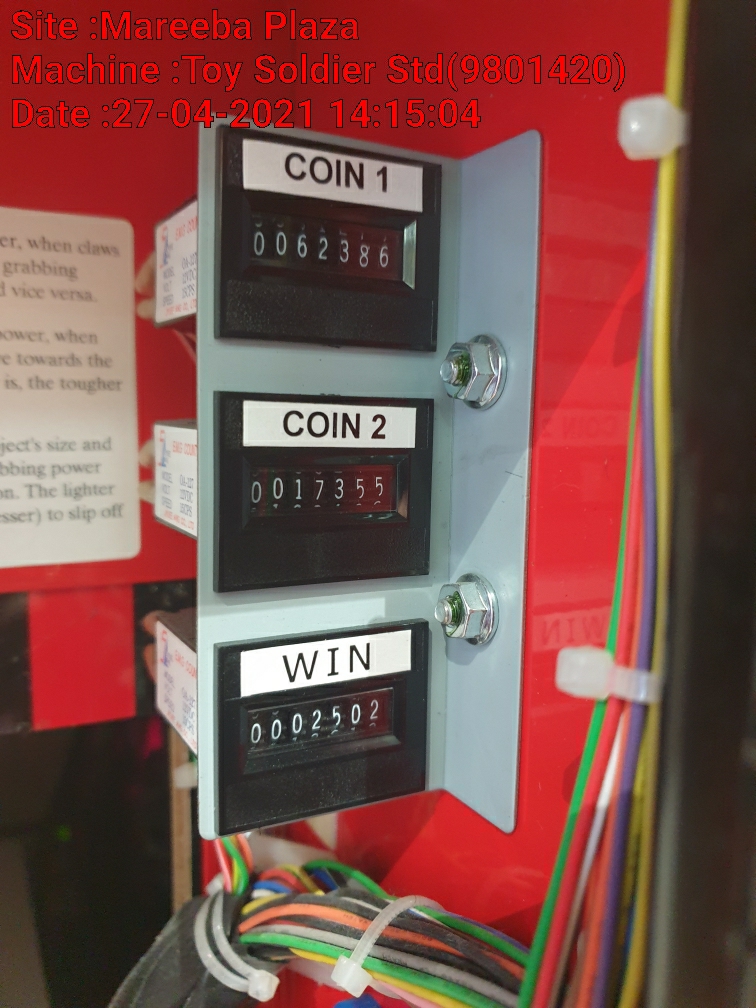 Site :Mareeba Plaza
Machine :Toy Soldier Std(9801420)
Date :27-04-2021 14:15:04
er, when claws
grabbing
d vice versa.
power, when
ve towards the
is, the tougher
ject's size and
bbing power
on. The lighter
esser) to slip off
COIN 1
0062386
COIN 2
0017355
WIN
0002502